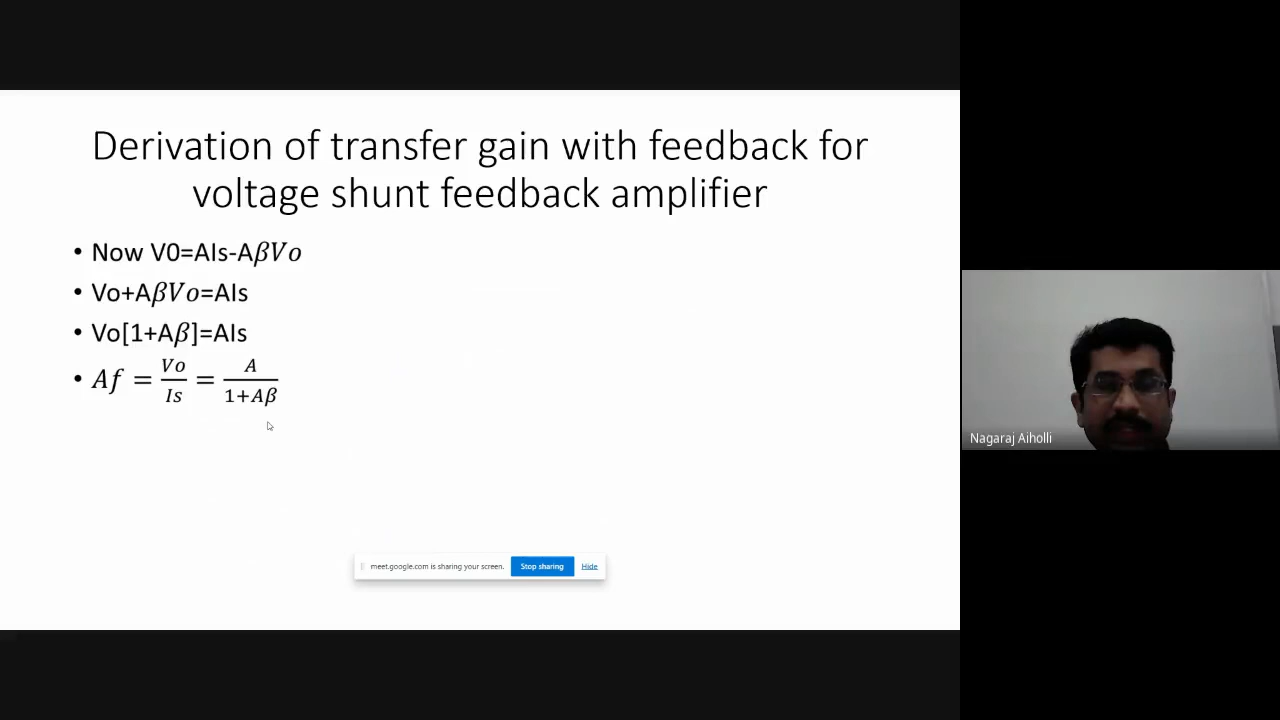 Derivation of transfer gain with feedback for
voltage shunt feedback amplifier
• Now V0=AIs-A𝛽𝑉𝑜
• Vo+A𝛽𝑉𝑜=AIs
• Vo[1+A𝛽]=AIs
• 𝐴𝑓 = 𝑉𝑜/𝐼𝑠 = 𝐴/1+𝐴𝛽
meet.google.com is sharing your screen. Stop sharing Hide
Nagaraj Aiholli